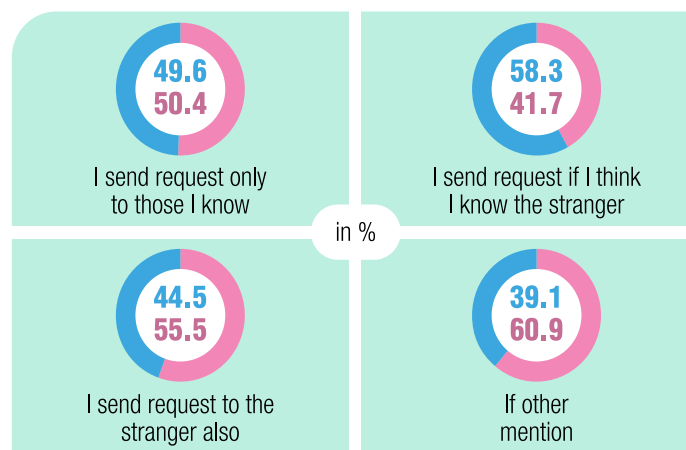 49.6
50.4
I send request only
to those I know
58.3
41.7
I send request if I think
I know the stranger
in %
44.5
55.5
I send request to the
stranger also
39.1
60.9
If other
mention